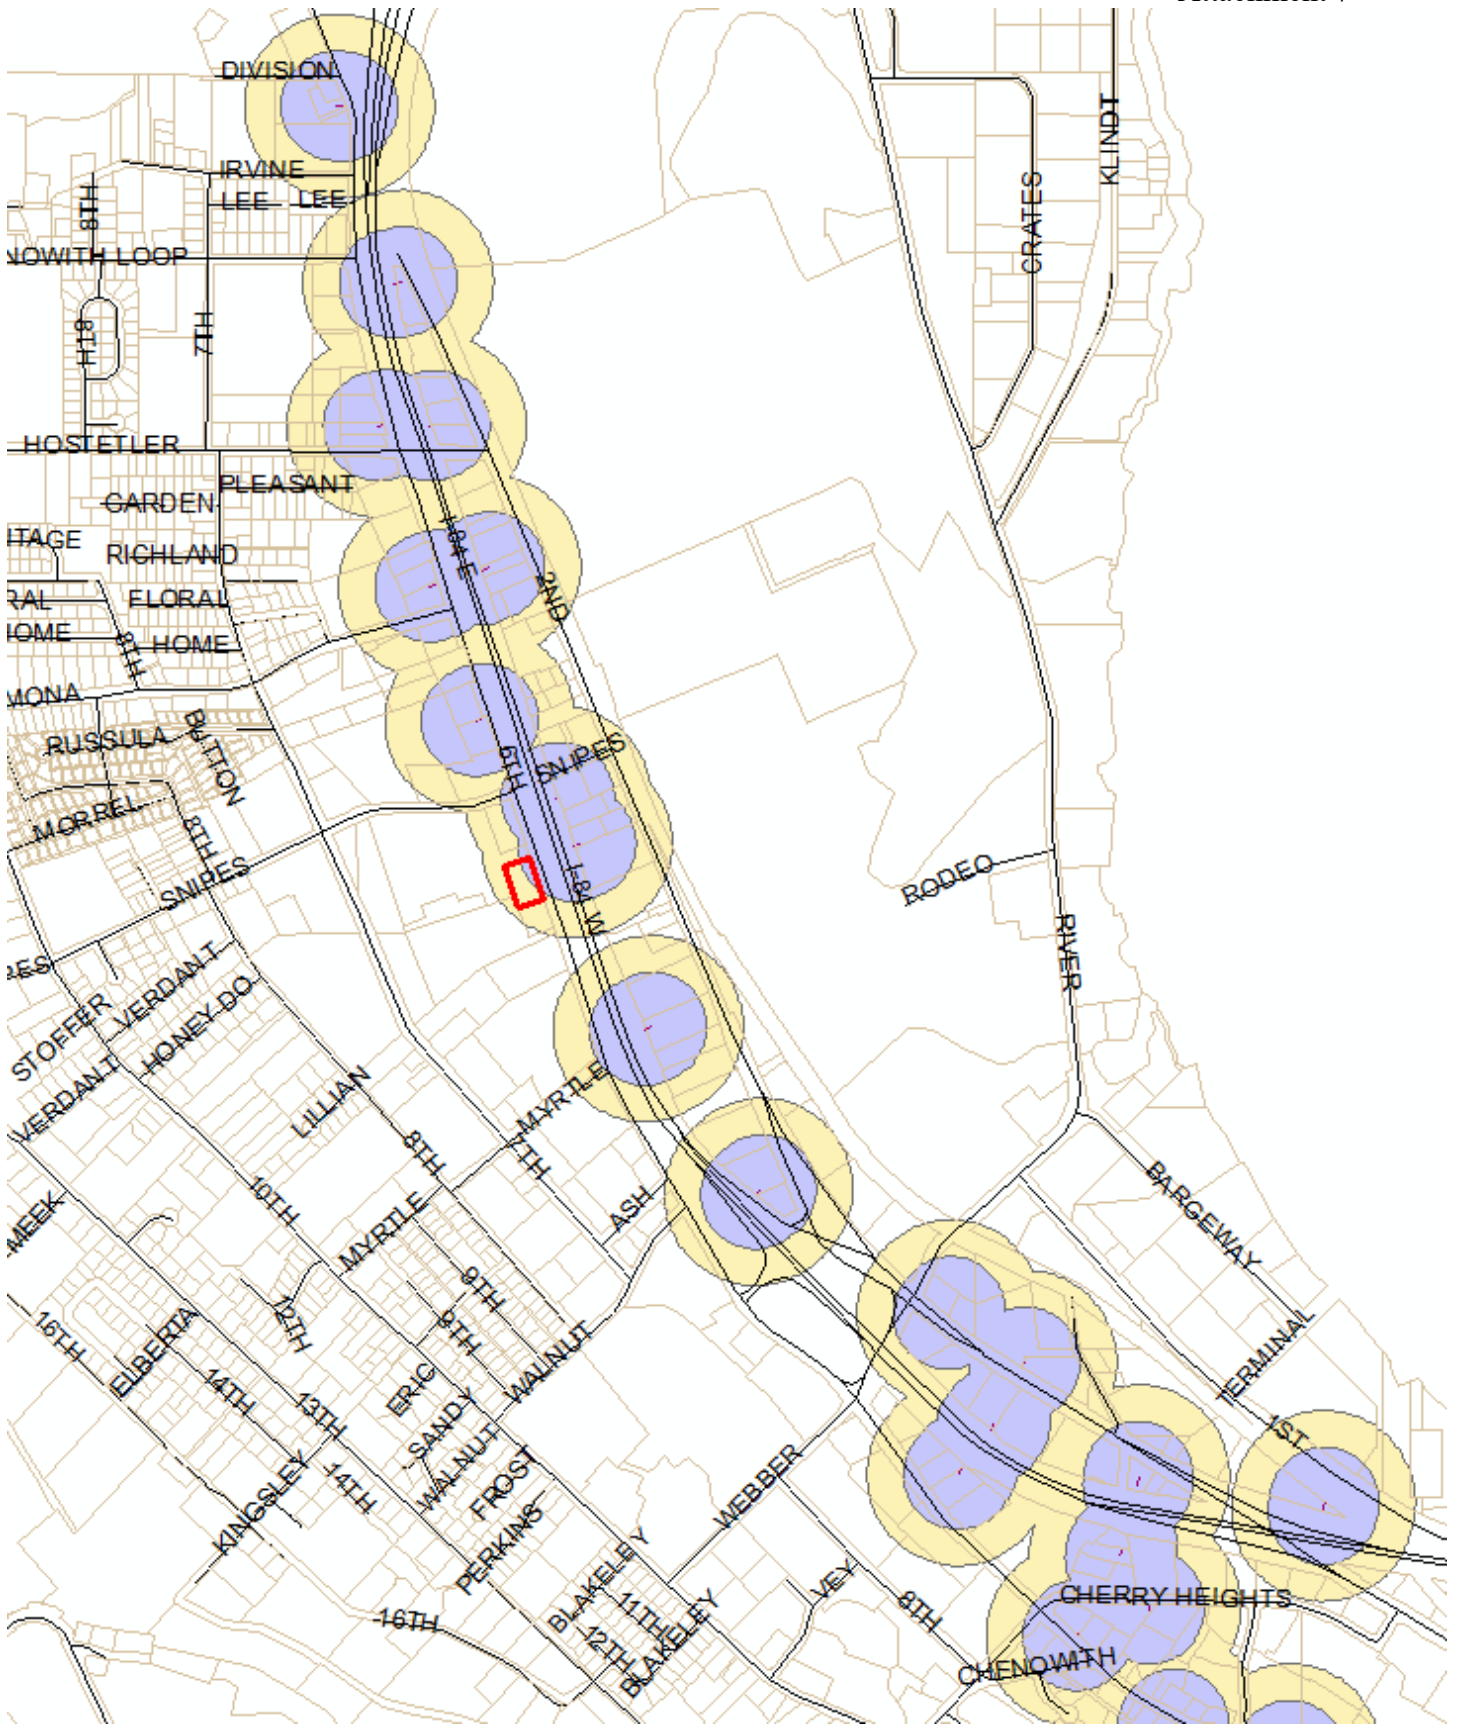 DIVISION
KLINDT
IRVINE
LEE
LEE
8TH
CRATES
NOWITH LOOP
8TH
7TH
HOSTETLER
PLEASANT
GARDEN
I-84 E
ITAGE
RICHLAND
2ND
RAL
FLORAL
HOME
8TH
HOME
MONA
BUTTON
RUSSULA
6TH
SNIPES
MORREL
8TH
SNIPES
I-84 W
RODEO
RIVER
PES
VERDANT
STOFFER
HONEY DO
VERDANT
LILLIAN
MYRTLE
8TH
7TH
10TH
ASH
BARGEWAY
MEEK
MYRTLE
9TH
12TH
9TH
16TH
ELBERTA
WALNUT
TERMINAL
14TH
ERIC
13TH
SANDY
1ST
WALNUT
FROST
KINGSLEY
14TH
WEBBER
PERKINS
BLAKELEY
VEY
CHERRY HEIGHTS
16TH
11TH
8TH
12TH
BLAKELEY
CHENOWITH